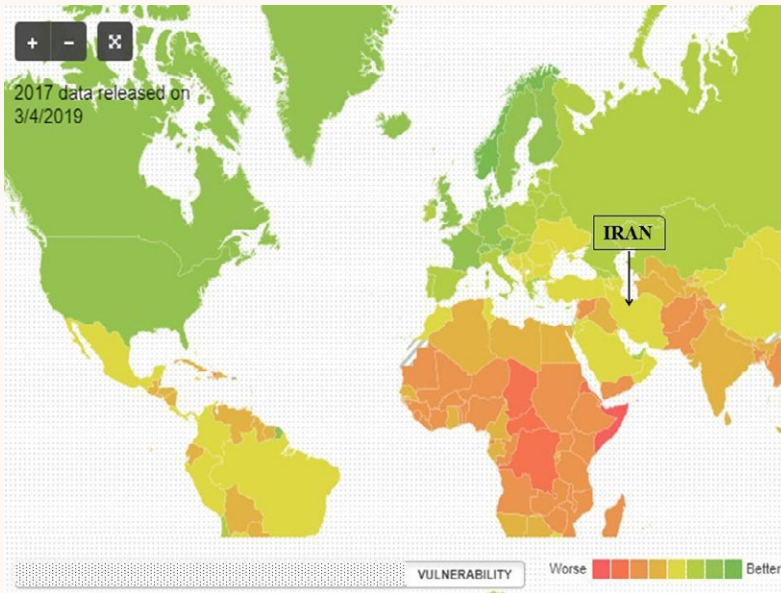 + −
2017 data released on
3/4/2019
IRAN
VULNERABILITY
Worse
Better